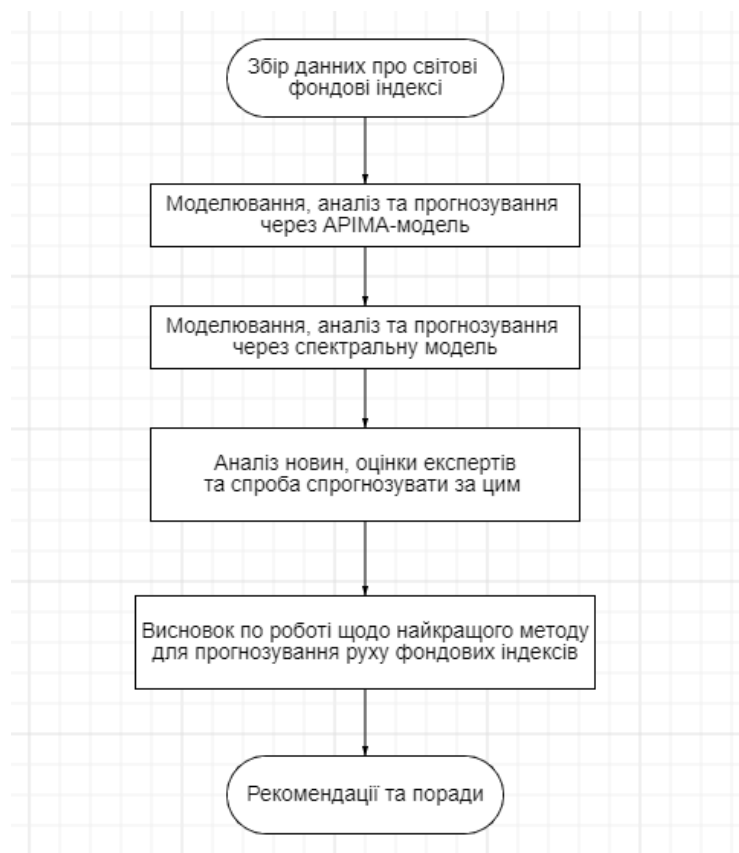 Збір данних про світові
фондові індексі
Моделювання, аналіз та прогнозування
через АРІМА-модель
Моделювання, аналіз та прогнозування
через спектральну модель
Аналіз новин, оцінки експертів
та спроба спрогнозувати за цим
Висновок по роботі щодо найкращого методу
для прогнозування руху фондових індексів
Рекомендації та поради